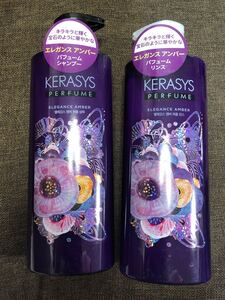 キラキラと輝く
宝石のように華やかな
エレガンス アンバー
パフューム
シャンプー
KERASYS
PERFUME
ELEGANCE AMBER
キラキラと輝く
宝石のように華やかな
エレガンス アンバー
パフューム
リンス
KERASYS
PERFUME
ELEGANCE AMBER